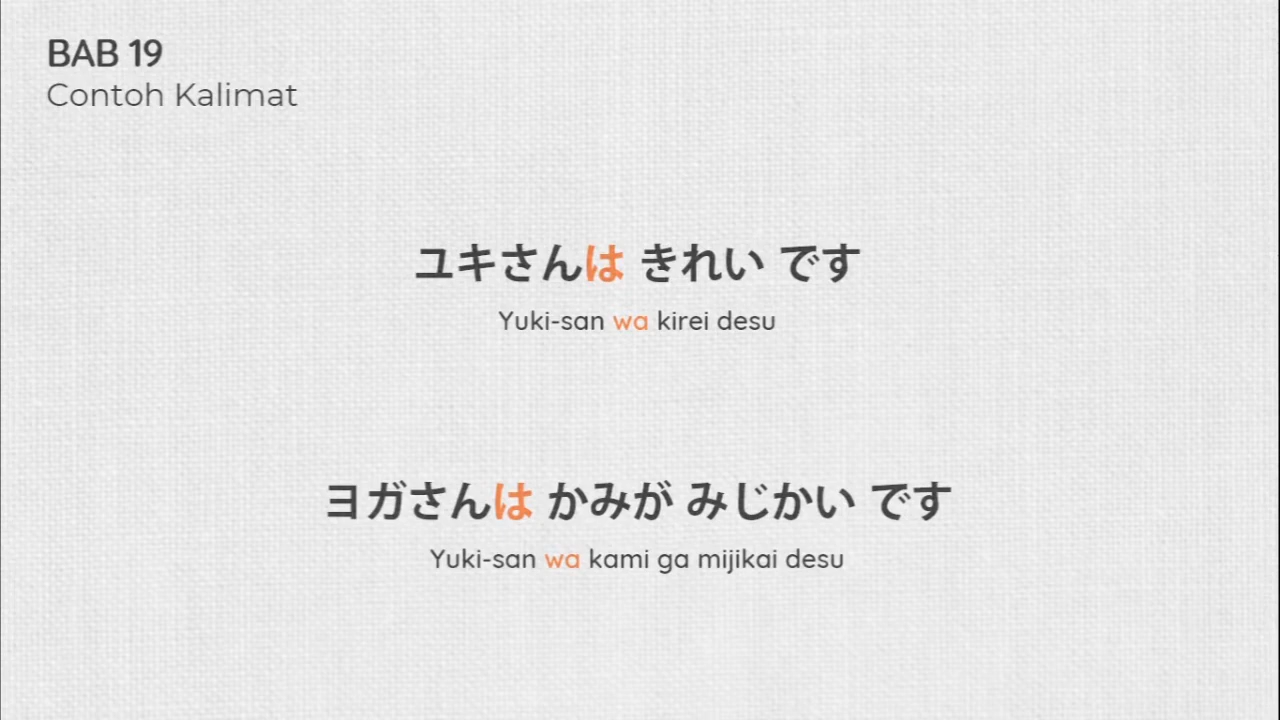 BAB 19
Contoh Kalimat
ユキさんは きれい です
Yuki-san wa kirei desu
ヨガさんは かみが みじかい です
Yuki-san wa kami ga mijikai desu